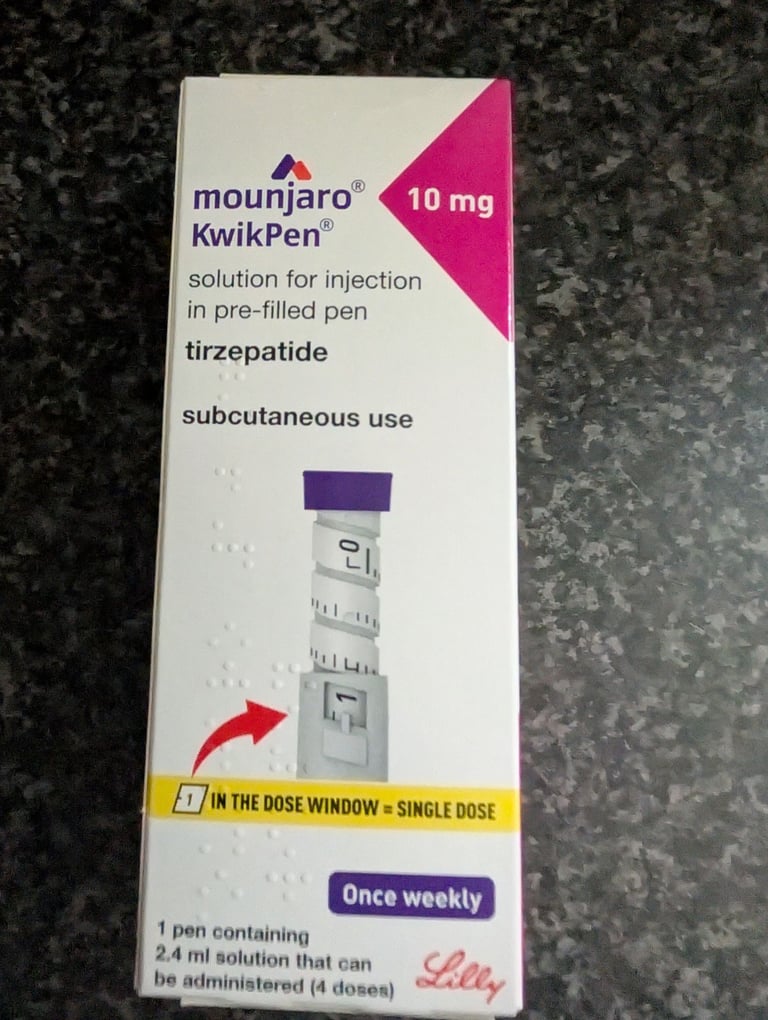 mounjaro®
KwikPen®
10 mg
solution for injection
in pre-filled pen
tirzepatide
subcutaneous use
0
1
1 IN THE DOSE WINDOW = SINGLE DOSE
Once weekly
1 pen containing
2.4 ml solution that can
be administered (4 doses)
Lilly